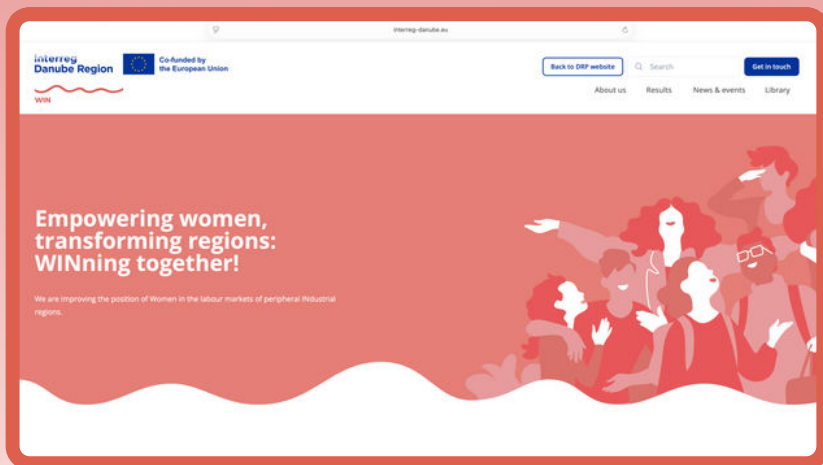 interreg-danube.eu
Interreg
Danube Region
Co-funded by
the European Union
WIN
Back to DRP website
Search
Get in touch
About us Results News & events Library
Empowering women,
transforming regions:
WINning together!
We are improving the position of Women in the labour markets of peripheral INdustrial
regions.